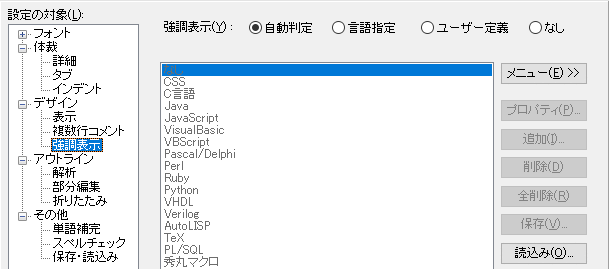 設定の対象(L):
フォント
体裁
詳細
タブ
インデント
デザイン
表示
複数行コメント
強調表示
アウトライン
解析
部分編集
折りたたみ
その他
単語補完
スペルチェック
保存・読込み
強調表示(Y): 自動判定 言語指定 ユーザー定義 なし
CSS
C言語
Java
JavaScript
VisualBasic
VBScript
Pascal/Delphi
Perl
Ruby
Python
VHDL
Verilog
AutoLISP
TeX
PL/SQL
秀丸マクロ
メニュー(E) >>
プロパティ(P)...
追加(I)...
削除(D)
全削除(R)
保存(V)...
読込み(O)...